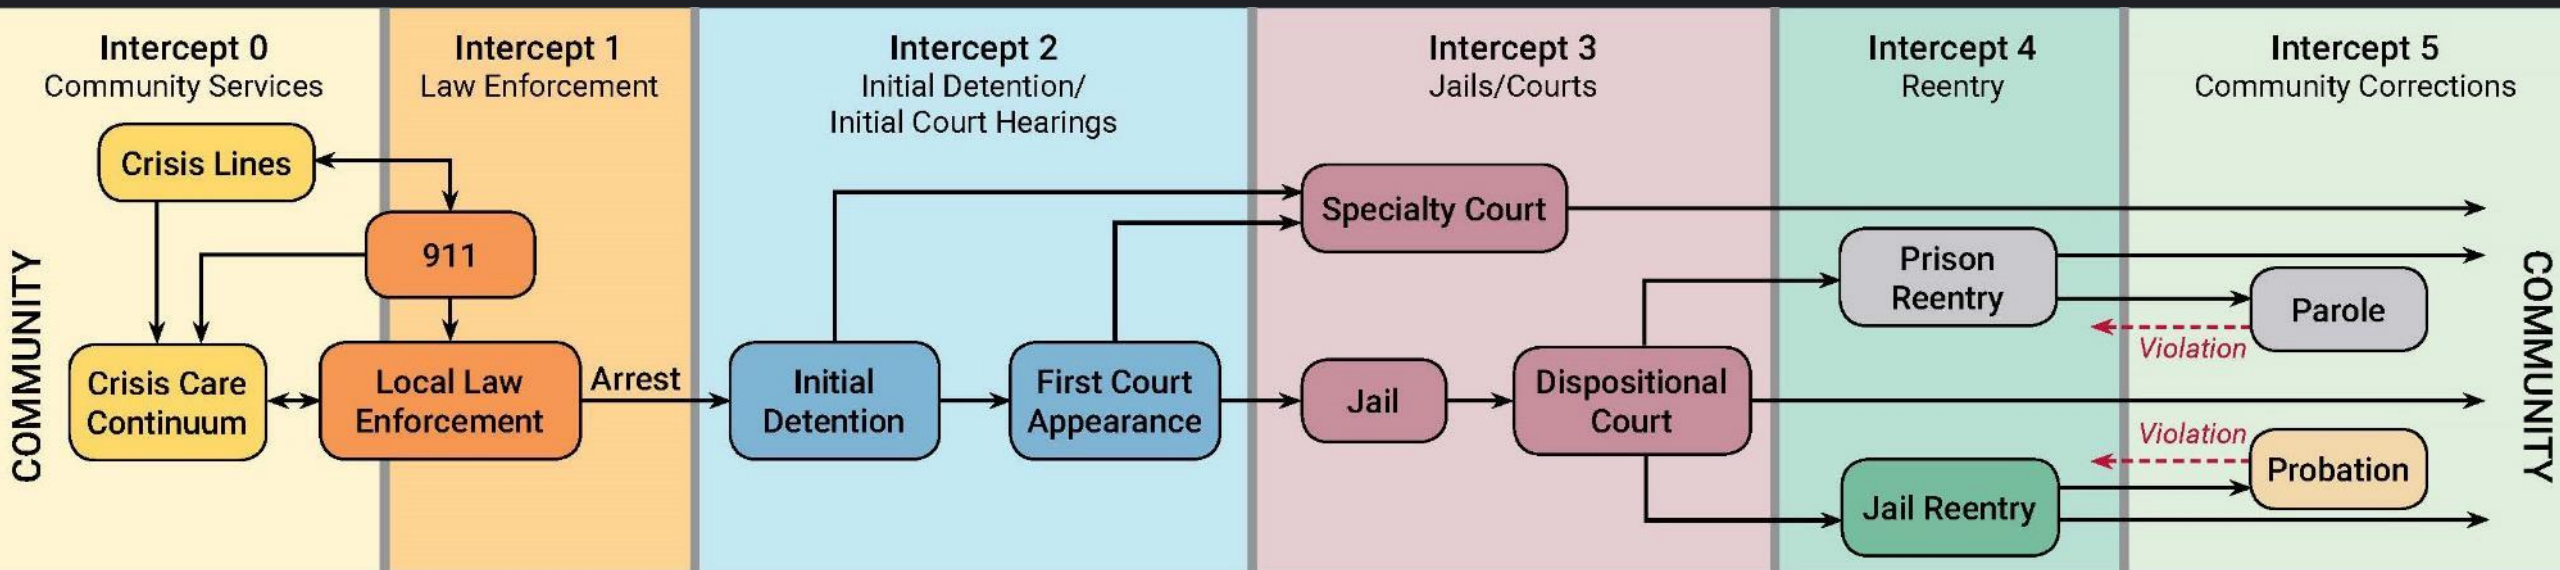 Intercept 0
Community Services
Intercept 1
Law Enforcement
Intercept 2
Initial Detention/
Initial Court Hearings
Intercept 3
Jails/Courts
Intercept 4
Reentry
Intercept 5
Community Corrections
COMMUNITY
Crisis Lines
911
Crisis Care
Continuum
Local Law
Enforcement
Arrest
Initial
Detention
First Court
Appearance
Specialty Court
Jail
Dispositional
Court
Prison
Reentry
Jail Reentry
Parole
Violation
Violation
Probation
COMMUNITY